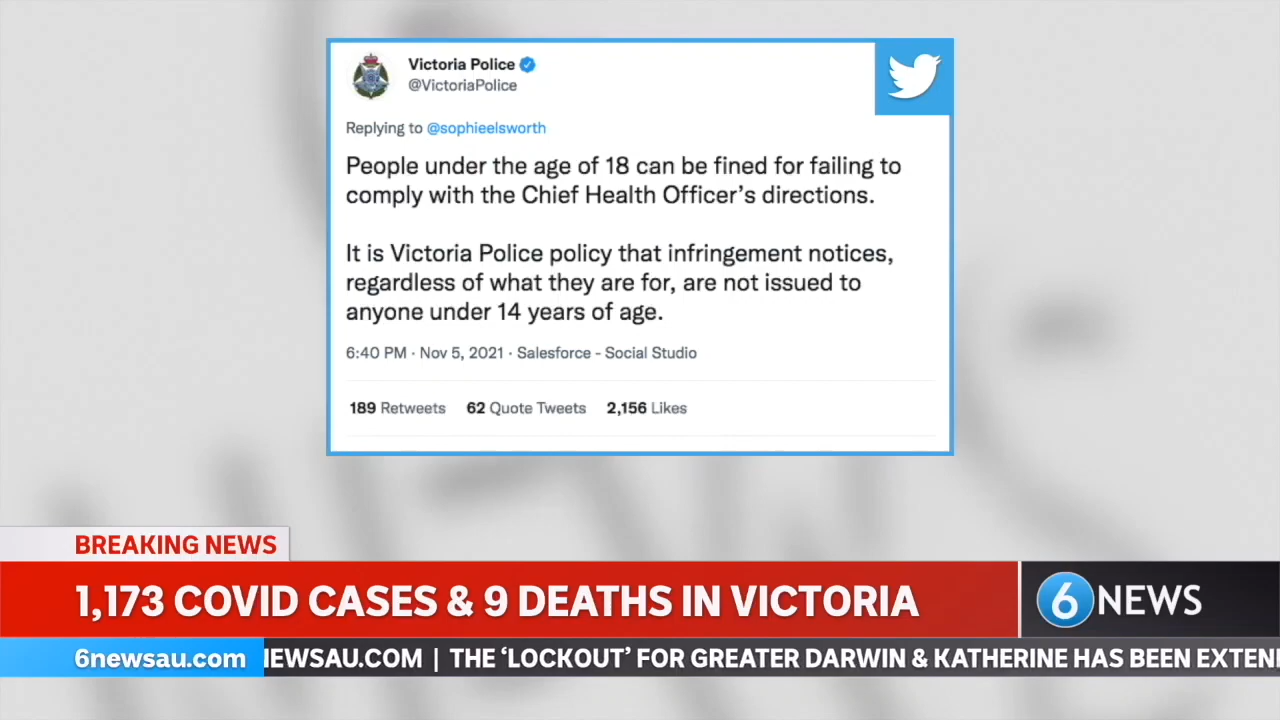 Victoria Police
@VictoriaPolice
Replying to @sophieelsworth
People under the age of 18 can be fined for failing to
comply with the Chief Health Officer's directions.
It is Victoria Police policy that infringement notices,
regardless of what they are for, are not issued to
anyone under 14 years of age.
6:40 PM · Nov 5, 2021 · Salesforce - Social Studio
189 Retweets 62 Quote Tweets 2,156 Likes
BREAKING NEWS
1,173 COVID CASES & 9 DEATHS IN VICTORIA
6 NEWS
6newsau.com
NEWSAU.COM | THE ‘LOCKOUT’ FOR GREATER DARWIN & KATHERINE HAS BEEN EXTEN